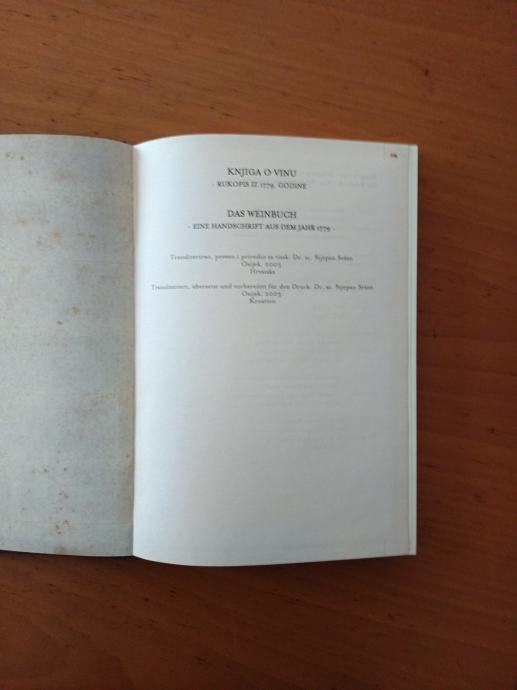 KNJIGA O VINU
- RUKOPIS IZ 1779. GODINE -
DAS WEINBUCH
- EINE HANDSCHRIFT AUS DEM JAHR 1779 -
Transliterirao, preveo i priredio za tisak: Dr. sc. Stjepan Sršan
Osijek, 2005.
Hrvatska
Transliteriert, übersetzt und vorbereitet für den Druck: Dr. sc. Stjepan Sršan
Osijek, 2005.
Kroatien